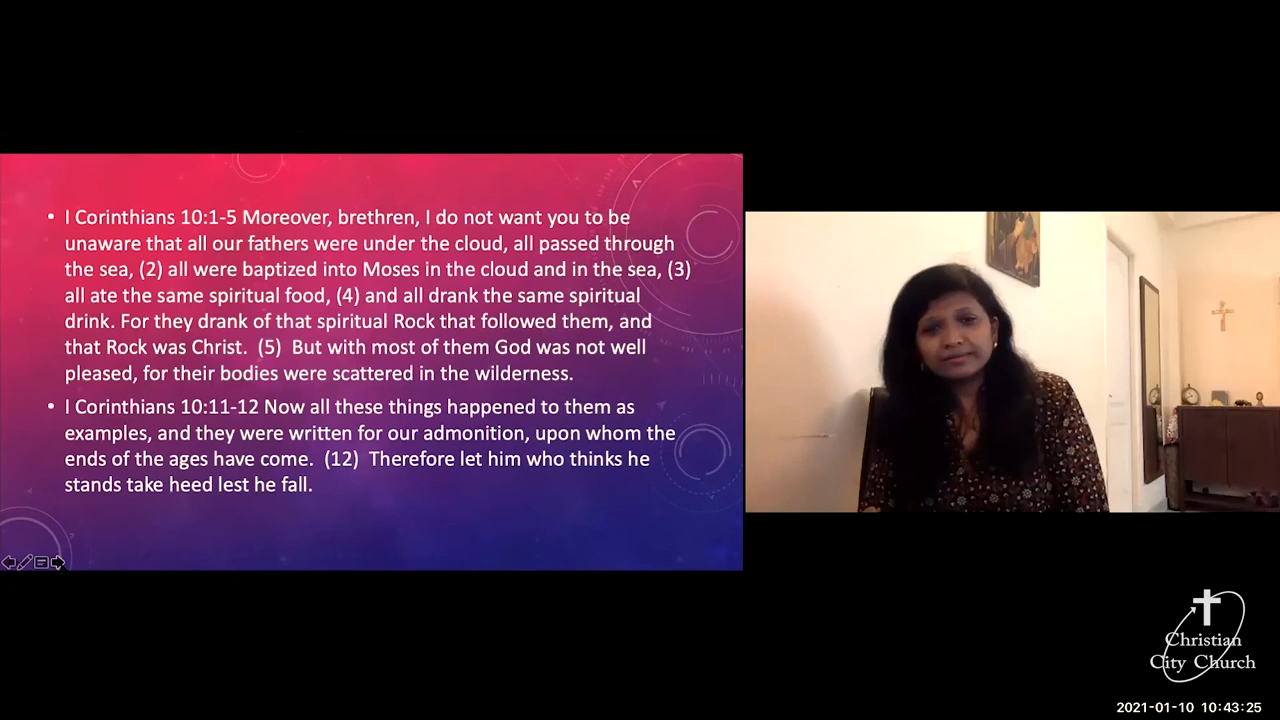 • I Corinthians 10:1-5 Moreover, brethren, I do not want you to be
unaware that all our fathers were under the cloud, all passed through
the sea, (2) all were baptized into Moses in the cloud and in the sea, (3)
all ate the same spiritual food, (4) and all drank the same spiritual
drink. For they drank of that spiritual Rock that followed them, and
that Rock was Christ. (5) But with most of them God was not well
pleased, for their bodies were scattered in the wilderness.
• I Corinthians 10:11-12 Now all these things happened to them as
examples, and they were written for our admonition, upon whom the
ends of the ages have come. (12) Therefore let him who thinks he
stands take heed lest he fall.
Christian
City Church
2021-01-10 10:43:25